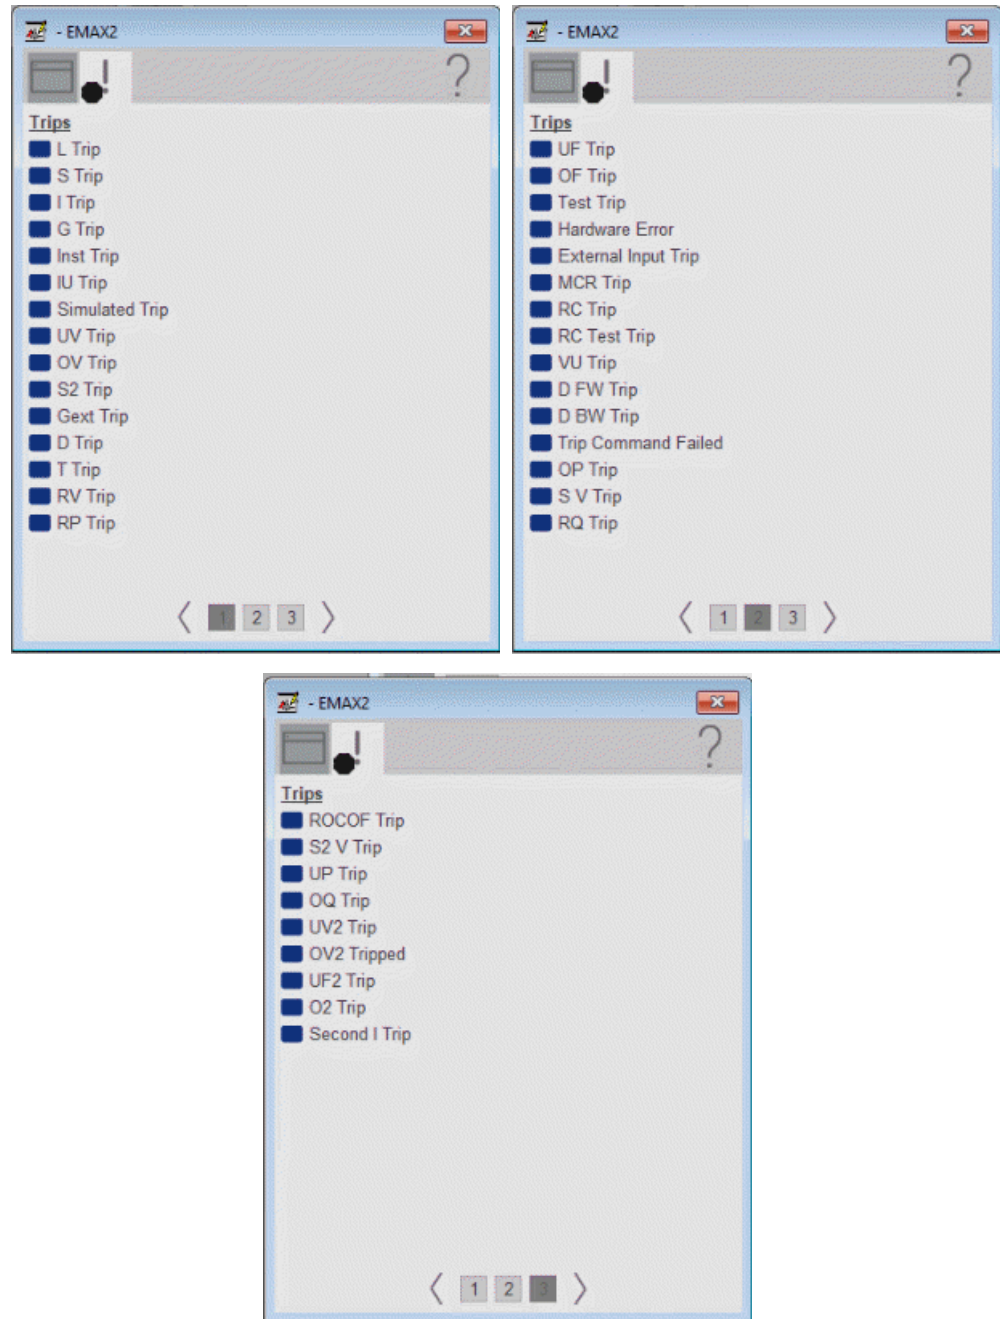 - EMAX2
?
Trips
L Trip
S Trip
I Trip
G Trip
Inst Trip
IU Trip
Simulated Trip
UV Trip
OV Trip
S2 Trip
Gext Trip
D Trip
T Trip
RV Trip
RP Trip
1 2 3
- EMAX2
?
Trips
UF Trip
OF Trip
Test Trip
Hardware Error
External Input Trip
MCR Trip
RC Trip
RC Test Trip
VU Trip
D FW Trip
D BW Trip
Trip Command Failed
OP Trip
S V Trip
RQ Trip
1 2 3
- EMAX2
?
Trips
ROCOF Trip
S2 V Trip
UP Trip
OQ Trip
UV2 Trip
OV2 Tripped
UF2 Trip
O2 Trip
Second I Trip
1 2 3